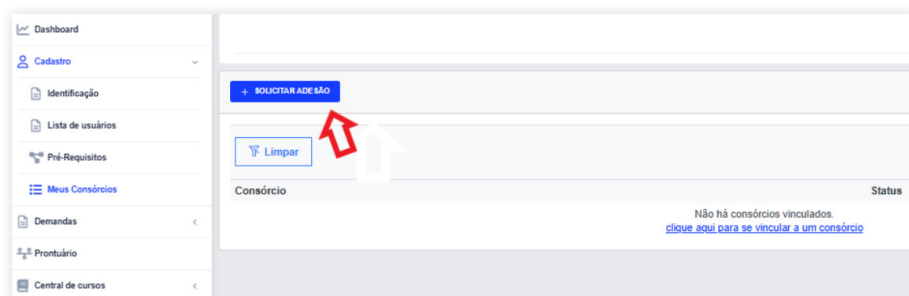 Dashboard
Cadastro
Identificação
Lista de usuários
Pré-Requisitos
Meus Consórcios
Demandas
Prontuário
Central de cursos
+ SOLICITAR ADESÃO
Limpar
Consórcio Status
Não há consórcios vinculados.
clique aqui para se vincular a um consórcio